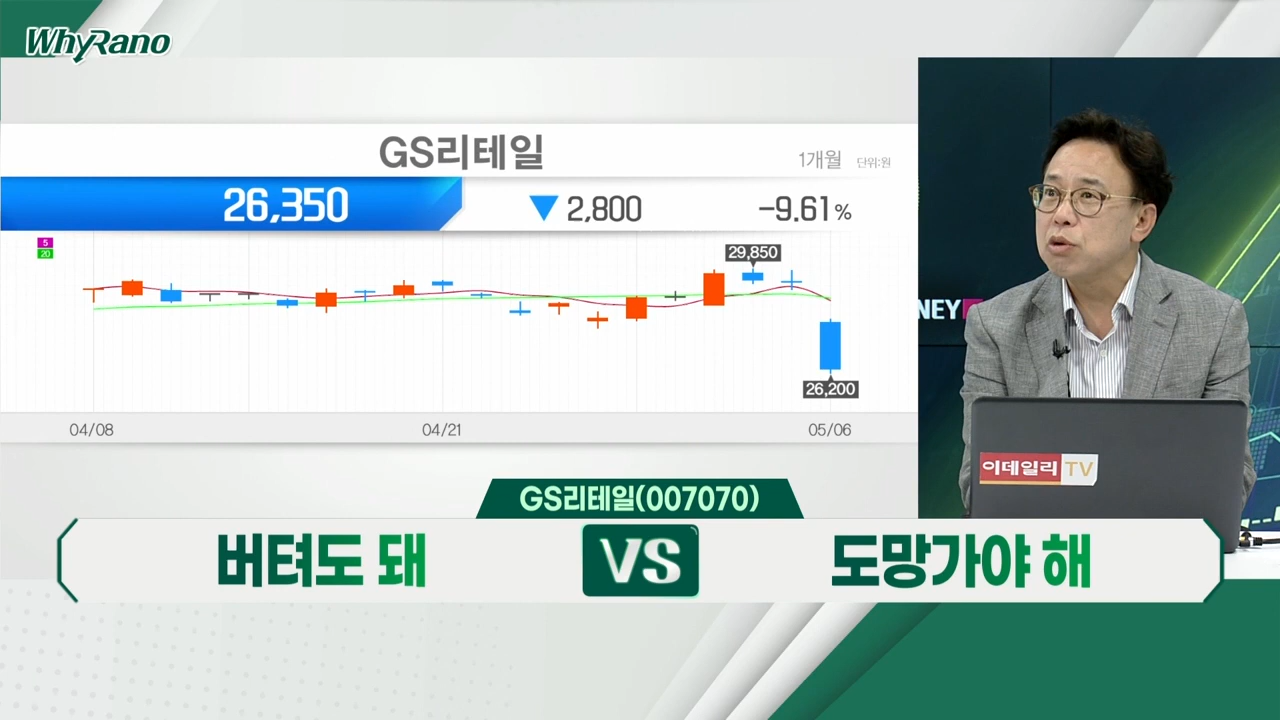 WhyRano
GS리테일
1개월 단위:원
26,350 ▼ 2,800 -9.61%
5
20
29,850
26,200
04/08 04/21 05/06
NEY
이데일리TV
GS리테일(007070)
버텨도 돼 VS 도망가야 해